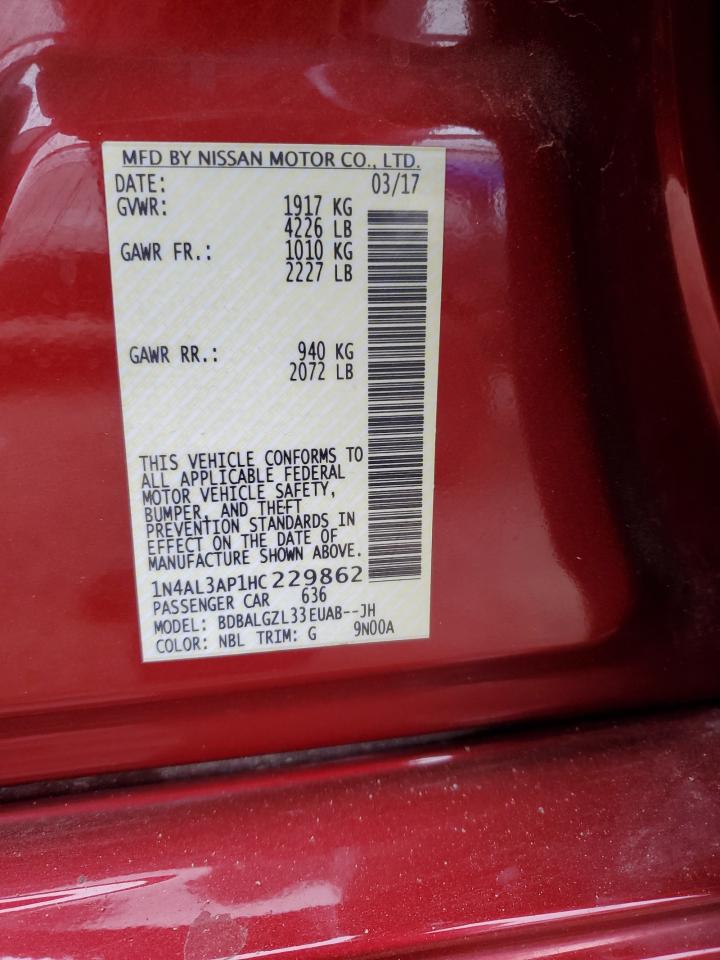 MFD BY NISSAN MOTOR CO., LTD.
DATE: 03/17
GVWR: 1917 KG
4226 LB
GAWR FR.: 1010 KG
2227 LB
GAWR RR.: 940 KG
2072 LB
THIS VEHICLE CONFORMS TO
ALL APPLICABLE FEDERAL
MOTOR VEHICLE SAFETY,
BUMPER, AND THEFT
PREVENTION STANDARDS IN
EFFECT ON THE DATE OF
MANUFACTURE SHOWN ABOVE.
1N4AL3AP1HC229862
PASSENGER CAR 636
MODEL: BDBALGZL33EUAB--JH
COLOR: NBL TRIM: G 9N00A